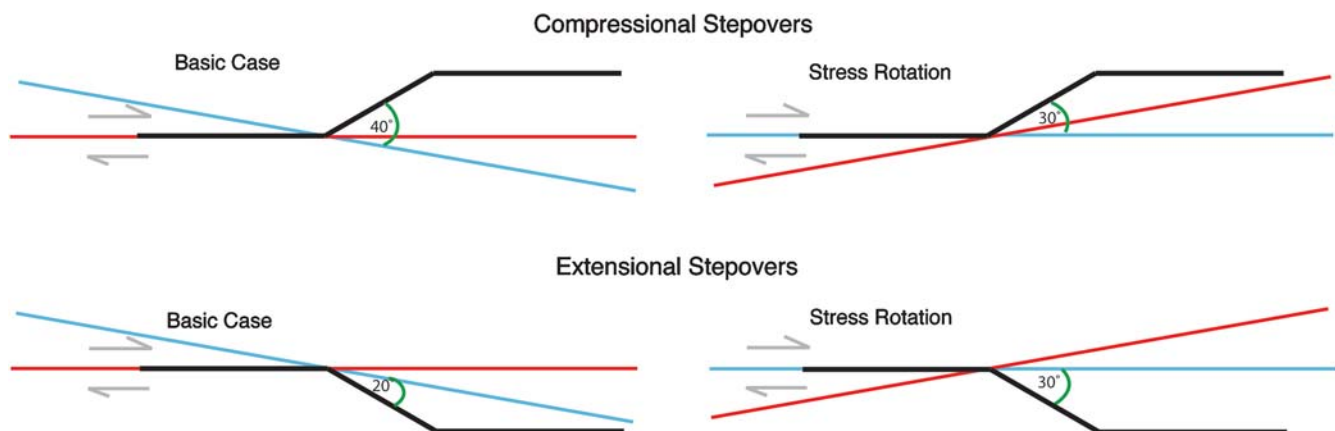 Compressional Stepovers
Basic Case
Stress Rotation
40°
30°
Extensional Stepovers
Basic Case
Stress Rotation
20°
30°